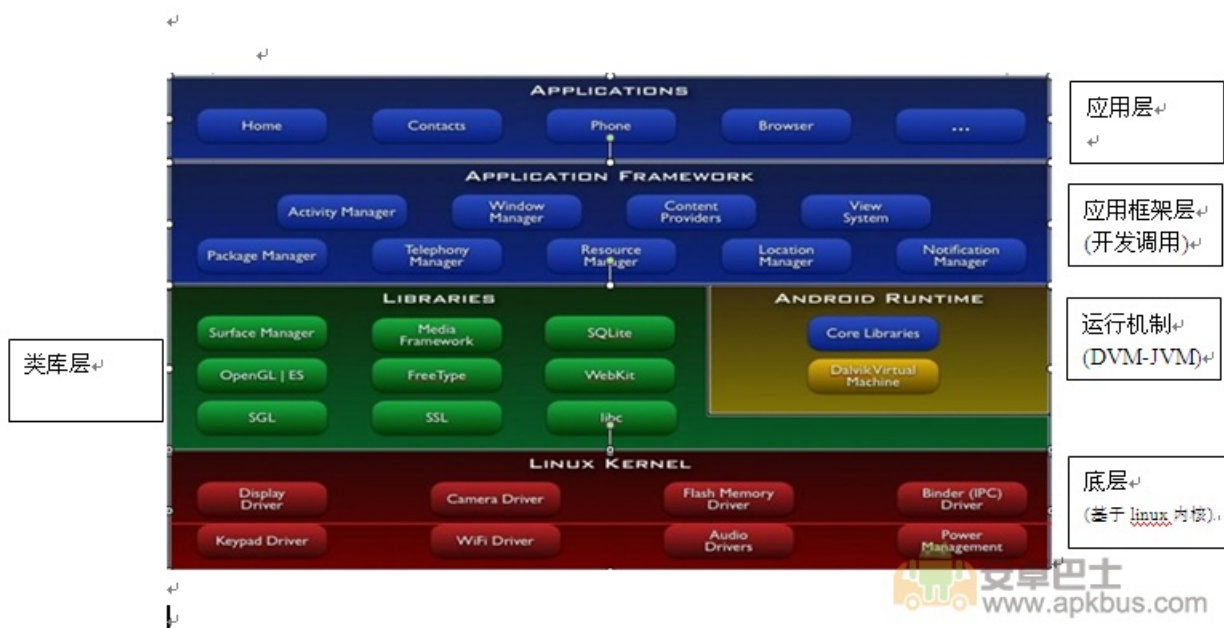 APPLICATIONS
Home
Contacts
Phone
Browser
...
应用层
APPLICATION FRAMEWORK
Activity Manager
Window
Manager
Content
Providers
View
System
Package Manager
Telephony
Manager
Resource
Manager
Location
Manager
Notification
Manager
应用框架层
(开发调用)
LIBRARIES
Surface Manager
Media
Framework
SQLite
OpenGL | ES
FreeType
WebKit
SGL
SSL
libc
类库层
ANDROID RUNTIME
Core Libraries
Dalvik Virtual
Machine
运行机制
(DVM-JVM)
LINUX KERNEL
Display
Driver
Camera Driver
Flash Memory
Driver
Binder (IPC)
Driver
Keypad Driver
WiFi Driver
Audio
Drivers
Power
Management
底层
(基于 linux 内核)
安卓巴士
www.apkbus.com